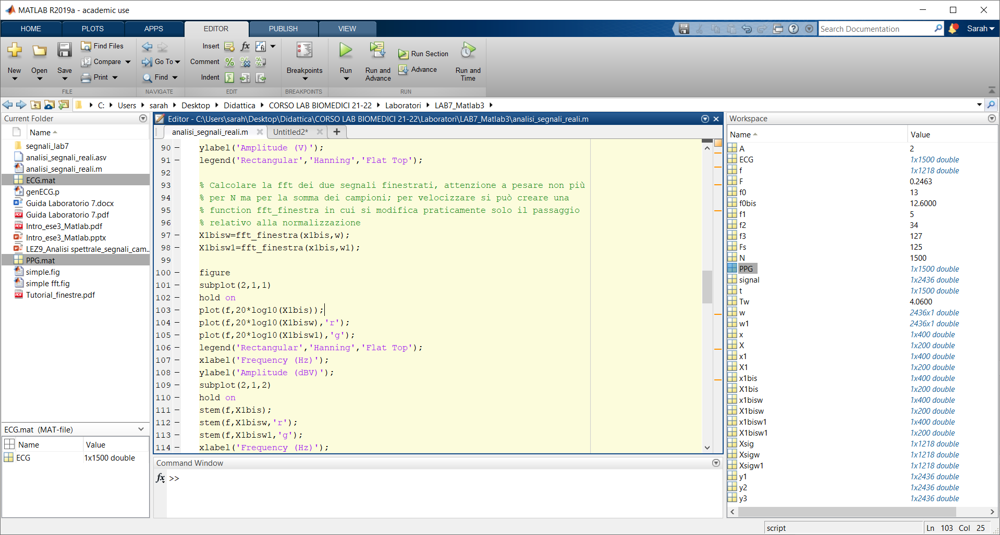 MATLAB R2019a - academic use
HOME PLOTS APPS EDITOR PUBLISH VIEW
Search Documentation
Sarah
New
Open
Save
Find Files
Compare
Print
FILE
Go To
Find
NAVIGATE
Insert fx
Comment
Indent
EDIT
Breakpoints
BREAKPOINTS
Run
Run and Advance
Run Section
Advance
Run and Time
RUN
C: Users sarah Desktop Didattica CORSO LAB BIOMEDICI 21-22 Laboratori LAB7_Matlab3
Current Folder
Name
segnali_lab7
analisi_segnali_reali.asv
analisi_segnali_reali.m
ECG.mat
genECG.p
Guida Laboratorio 7.docx
Guida Laboratorio 7.pdf
Intro_ese3_Matlab.pdf
Intro_ese3_Matlab.pptx
LEZ9_Analisi spettrale_segnali_cam...
PPG.mat
simple.fig
simple fft.fig
Tutorial_finestre.pdf
ECG.mat (MAT-file)
Name Value
ECG 1x1500 double
Editor - C:\Users\sarah\Desktop\Didattica\CORSO LAB BIOMEDICI 21-22\Laboratori\LAB7_Matlab3\analisi_segnali_reali.m
analisi_segnali_reali.m Untitled2* +
90 – ylabel('Amplitude (V)');
91 – legend('Rectangular','Hanning','Flat Top');
92
93 % Calcolare la fft dei due segnali finestrati, attenzione a pesare non più
94 % per N ma per la somma dei campioni; per velocizzare si può creare una
95 % function fft_finestra in cui si modifica praticamente solo il passaggio
96 % relativo alla normalizzazione
97 – X1bisw=fft_finestra(x1bis,w);
98 – X1bisw1=fft_finestra(x1bis,w1);
99
100 – figure
101 – subplot(2,1,1)
102 – hold on
103 – plot(f,20*log10(X1bis));
104 – plot(f,20*log10(X1bisw),'r');
105 – plot(f,20*log10(X1bisw1),'g');
106 – legend('Rectangular','Hanning','Flat Top');
107 – xlabel('Frequency (Hz)');
108 – ylabel('Amplitude (dBV)');
109 – subplot(2,1,2)
110 – hold on
111 – stem(f,X1bis);
112 – stem(f,X1bisw,'r');
113 – stem(f,X1bisw1,'g');
114 – xlabel('Frequency (Hz)');
Command Window
fx >>
Workspace
Name Value
A 2
ECG 1x1500 double
f 1x1218 double
F 0.2463
f0 13
f0bis 12.6000
f1 5
f2 34
f3 127
Fs 125
N 1500
PPG 1x1500 double
signal 1x2436 double
t 1x1500 double
Tw 4.0600
w 2436x1 double
w1 2436x1 double
x 1x400 double
X 1x200 double
x1 1x400 double
X1 1x200 double
x1bis 1x400 double
X1bis 1x200 double
x1bisw 1x400 double
X1bisw 1x200 double
x1bisw1 1x400 double
X1bisw1 1x200 double
Xsig 1x1218 double
Xsigw 1x1218 double
Xsigw1 1x1218 double
y1 1x2436 double
y2 1x2436 double
y3 1x2436 double
script
Ln 103 Col 25